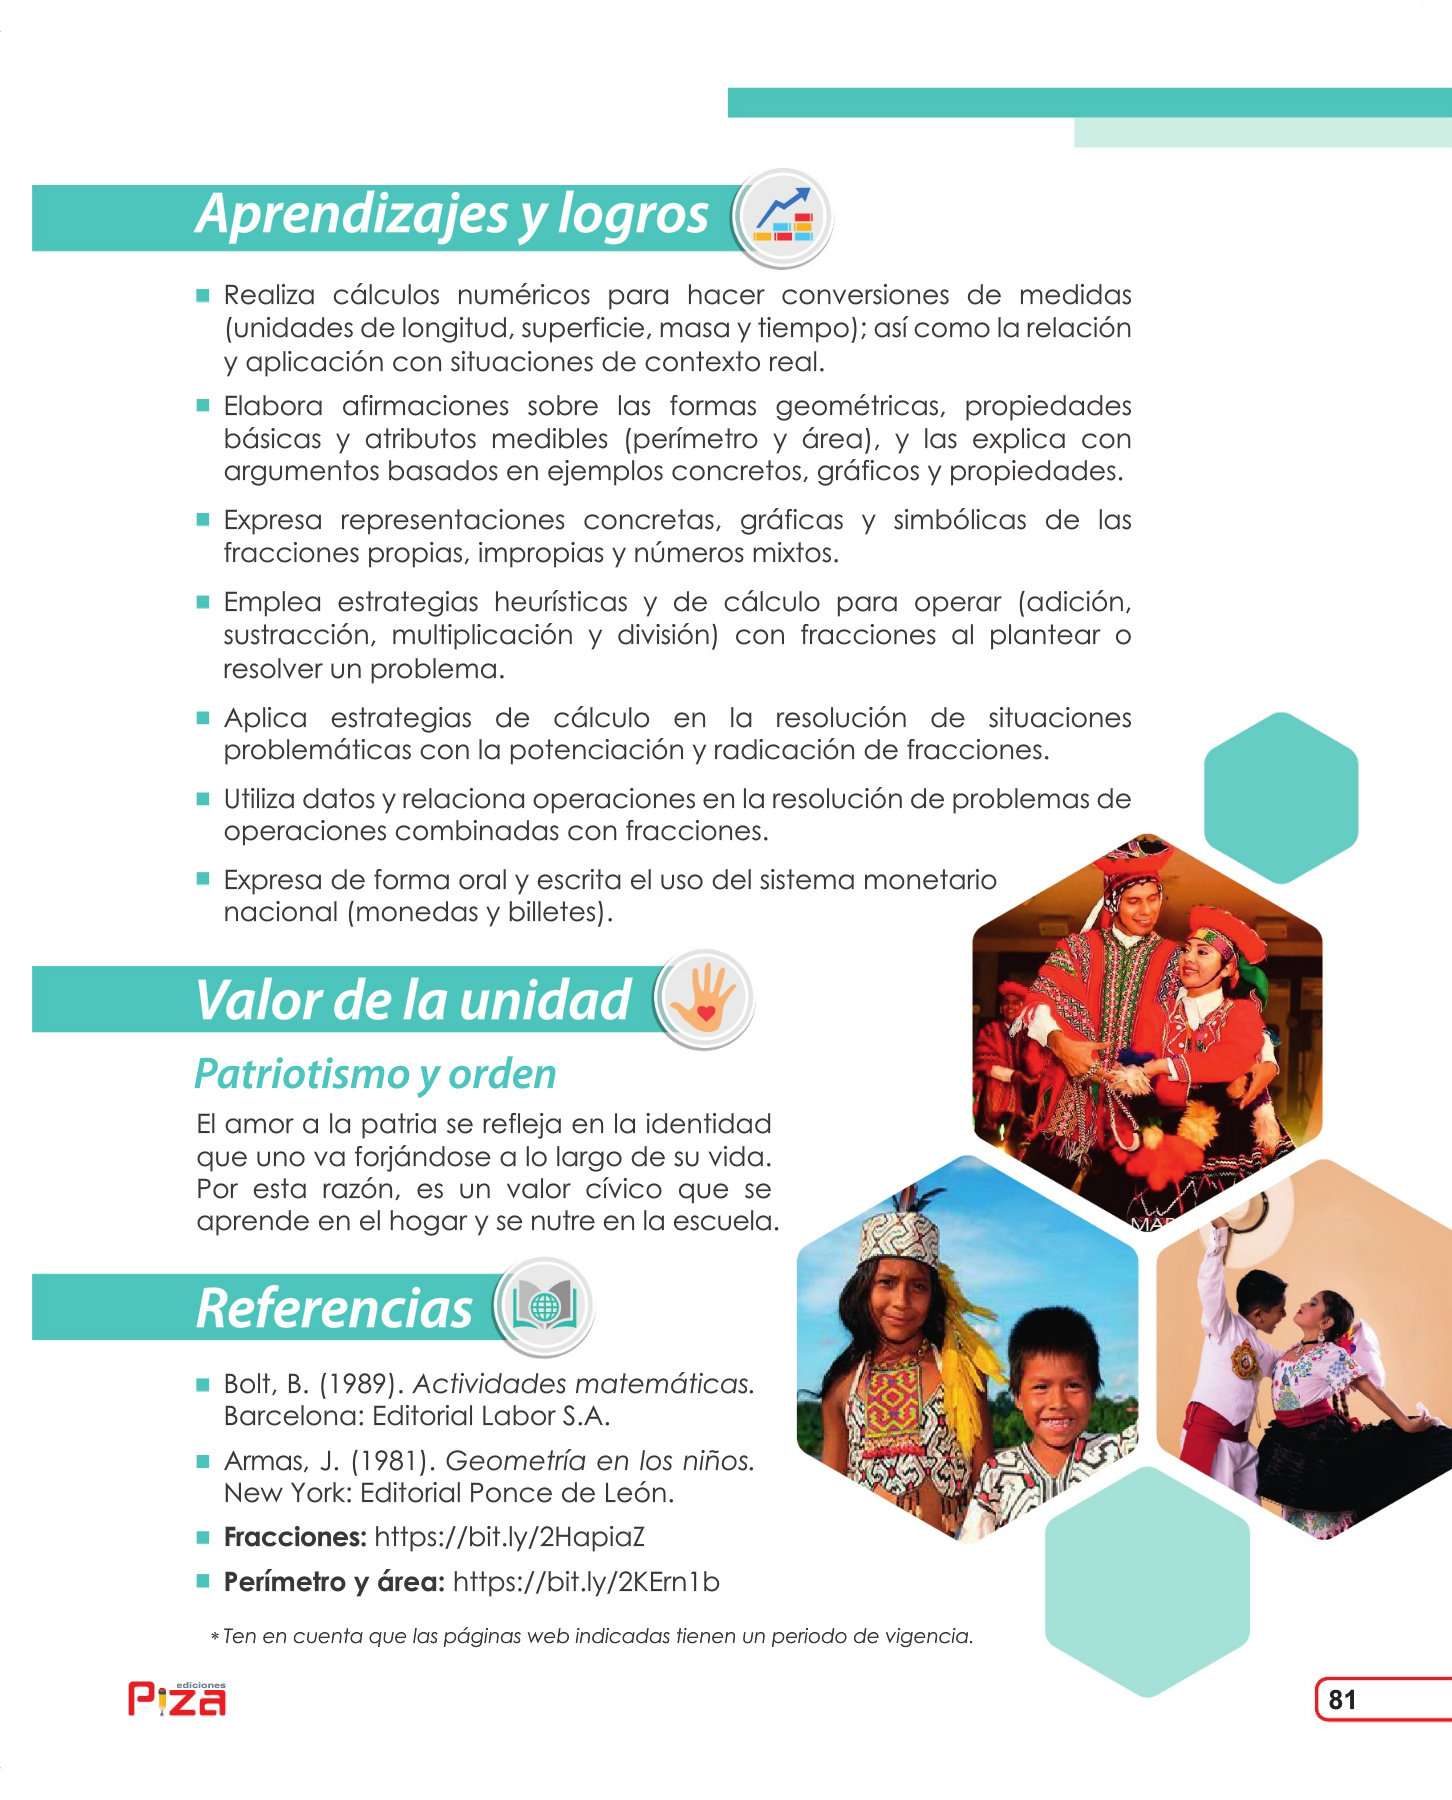 Aprendizajes y logros
Realiza cálculos numéricos para hacer conversiones de medidas
(unidades de longitud, superficie, masa y tiempo); así como la relación
y aplicación con situaciones de contexto real.
Elabora afirmaciones sobre las formas geométricas, propiedades
básicas y atributos medibles (perímetro y área), y las explica con
argumentos basados en ejemplos concretos, gráficos y propiedades.
Expresa representaciones concretas, gráficas y simbólicas de las
fracciones propias, impropias y números mixtos.
Emplea estrategias heurísticas y de cálculo para operar (adición,
sustracción, multiplicación y división) con fracciones al plantear o
resolver un problema.
Aplica estrategias de cálculo en la resolución de situaciones
problemáticas con la potenciación y radicación de fracciones.
Utiliza datos y relaciona operaciones en la resolución de problemas de
operaciones combinadas con fracciones.
Expresa de forma oral y escrita el uso del sistema monetario
nacional (monedas y billetes).
Valor de la unidad
Patriotismo y orden
El amor a la patria se refleja en la identidad
que uno va forjándose a lo largo de su vida.
Por esta razón, es un valor cívico que se
aprende en el hogar y se nutre en la escuela.
Referencias
Bolt, B. (1989). Actividades matemáticas.
Barcelona: Editorial Labor S.A.
Armas, J. (1981). Geometría en los niños.
New York: Editorial Ponce de León.
Fracciones: https://bit.ly/2HapiaZ
Perímetro y área: https://bit.ly/2KErn1b
* Ten en cuenta que las páginas web indicadas tienen un periodo de vigencia.
ediciones
Piza
81